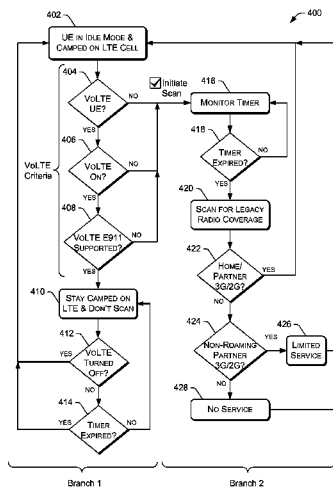 400
402
UE IN IDLE MODE &
CAMPED ON LTE CELL
404
VoLTE
UE?
NO
YES
Initiate
Scan
406
VoLTE
ON?
NO
YES
VoLTE
Criteria
408
VoLTE E911
SUPPORTED?
NO
YES
410
STAY CAMPED ON
LTE & DON'T SCAN
412
VoLTE
TURNED
OFF?
YES
NO
414
TIMER
EXPIRED?
YES
NO
Branch 1
416
MONITOR TIMER
418
TIMER
EXPIRED?
NO
YES
420
SCAN FOR LEGACY
RADIO COVERAGE
422
HOME/
PARTNER
3G/2G?
YES
NO
424
NON-ROAMING
PARTNER
3G/2G?
YES
NO
426
LIMITED
SERVICE
428
NO SERVICE
Branch 2